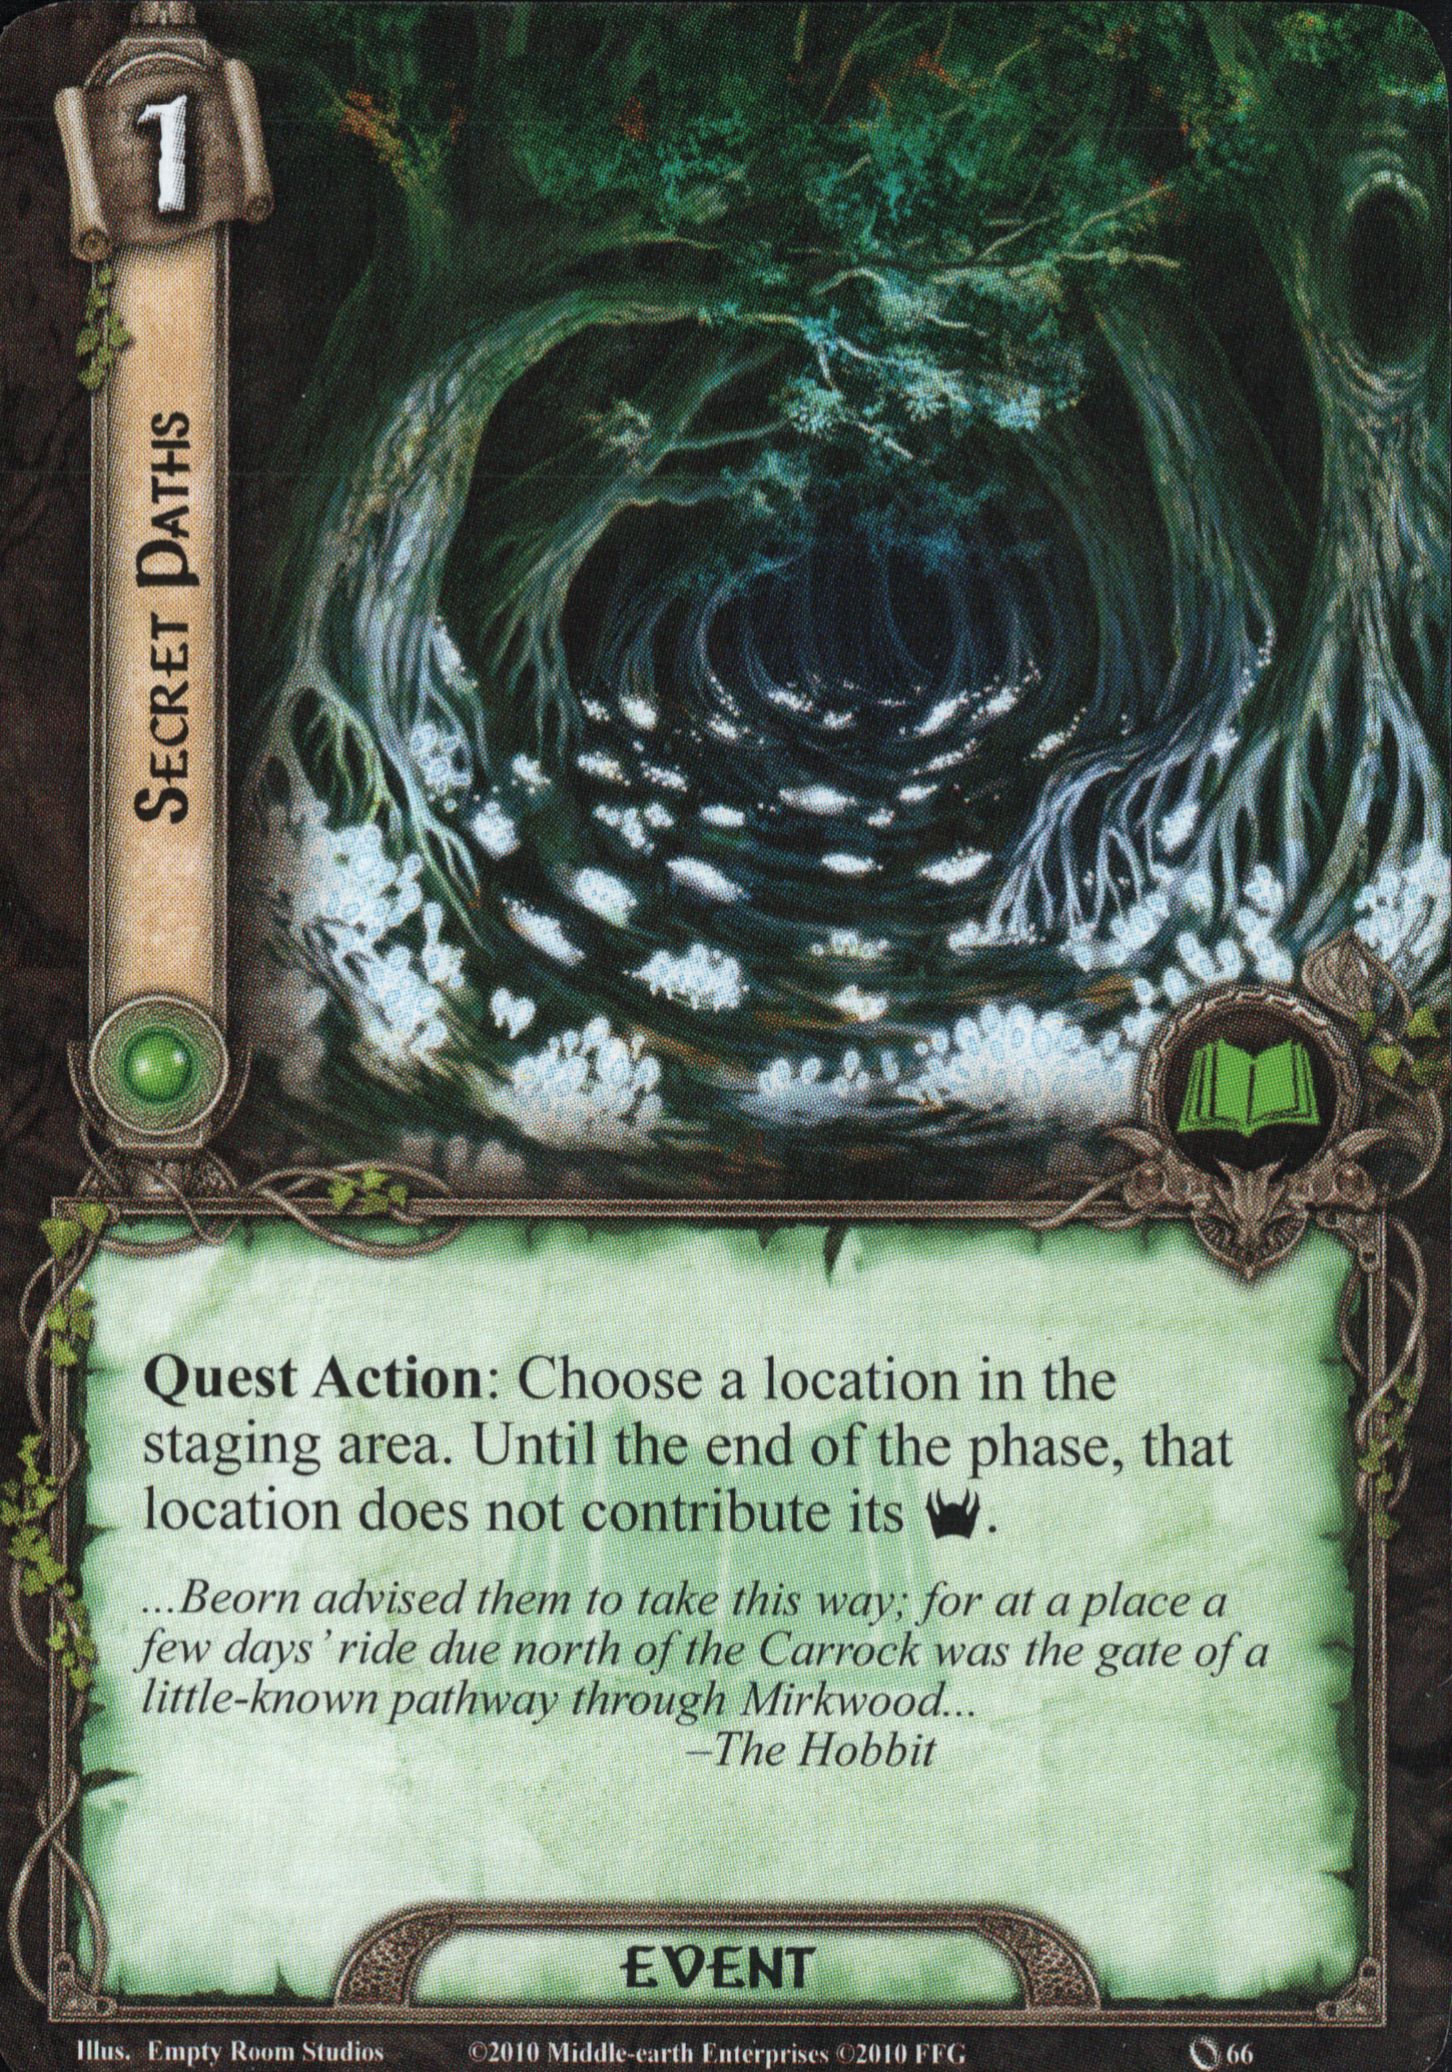 1
SECRET PATHS
Quest Action: Choose a location in the
staging area. Until the end of the phase, that
location does not contribute its .
...Beorn advised them to take this way; for at a place a
few days' ride due north of the Carrock was the gate of a
little-known pathway through Mirkwood...
–The Hobbit
EVENT
Illus. Empty Room Studios ©2010 Middle-earth Enterprises ©2010 FFG 66